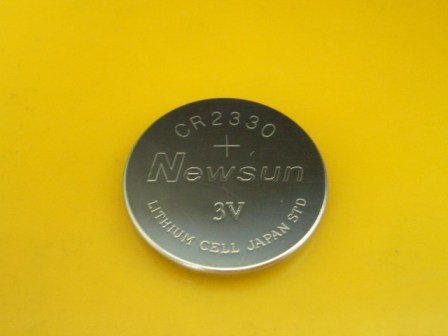 CR2330
+
Newsun
3V
LITHIUM CELL JAPAN STD